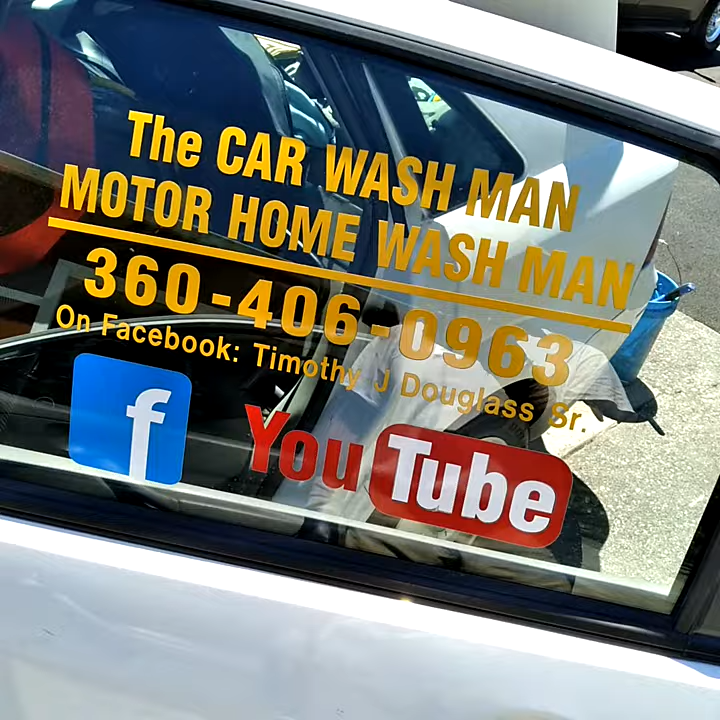 The CAR WASH MAN
MOTOR HOME WASH MAN
360-406-0963
On Facebook: Timothy J Douglass Sr.
f
YouTube